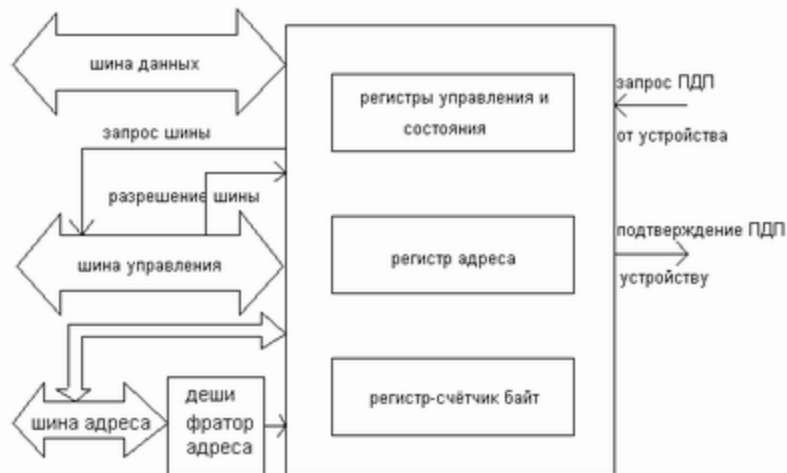 шина данных
запрос шины
разрешение шины
шина управления
шина адреса
деши
фратор
адреса
регистры управления и
состояния
регистр адреса
регистр-счётчик байт
запрос ПДП
от устройства
подтверждение ПДП
устройству